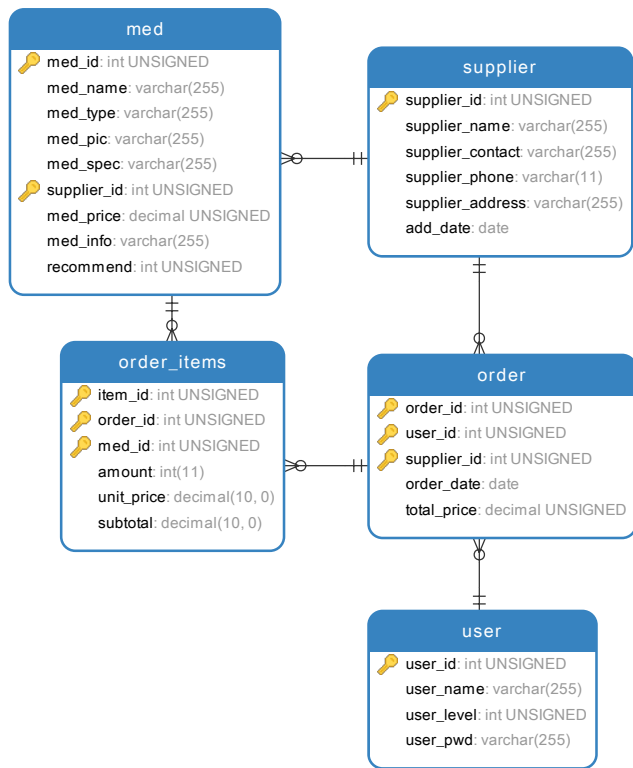 med
med_id: int UNSIGNED
med_name: varchar(255)
med_type: varchar(255)
med_pic: varchar(255)
med_spec: varchar(255)
supplier_id: int UNSIGNED
med_price: decimal UNSIGNED
med_info: varchar(255)
recommend: int UNSIGNED
supplier
supplier_id: int UNSIGNED
supplier_name: varchar(255)
supplier_contact: varchar(255)
supplier_phone: varchar(11)
supplier_address: varchar(255)
add_date: date
order_items
item_id: int UNSIGNED
order_id: int UNSIGNED
med_id: int UNSIGNED
amount: int(11)
unit_price: decimal(10, 0)
subtotal: decimal(10, 0)
order
order_id: int UNSIGNED
user_id: int UNSIGNED
supplier_id: int UNSIGNED
order_date: date
total_price: decimal UNSIGNED
user
user_id: int UNSIGNED
user_name: varchar(255)
user_level: int UNSIGNED
user_pwd: varchar(255)